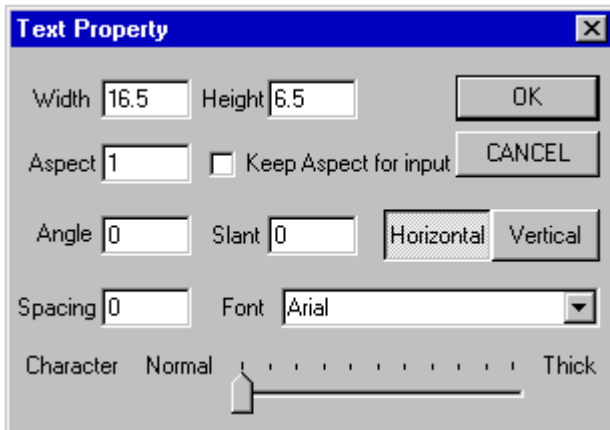 Text Property
Width 16.5 Height 6.5 OK
Aspect 1 Keep Aspect for input CANCEL
Angle 0 Slant 0 Horizontal Vertical
Spacing 0 Font Arial
Character Normal Thick